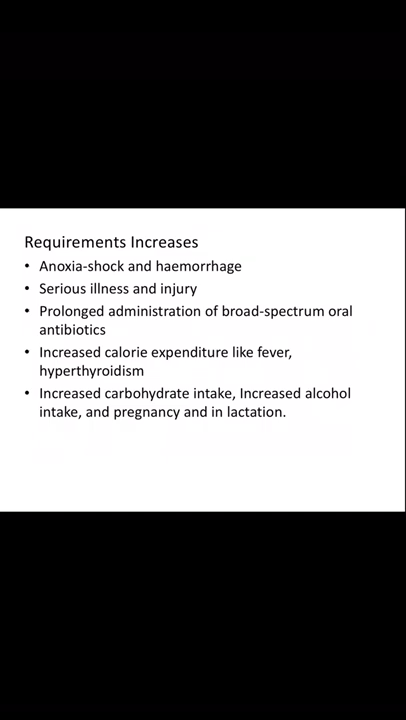 Requirements Increases
• Anoxia-shock and haemorrhage
• Serious illness and injury
• Prolonged administration of broad-spectrum oral
antibiotics
• Increased calorie expenditure like fever,
hyperthyroidism
• Increased carbohydrate intake, Increased alcohol
intake, and pregnancy and in lactation.